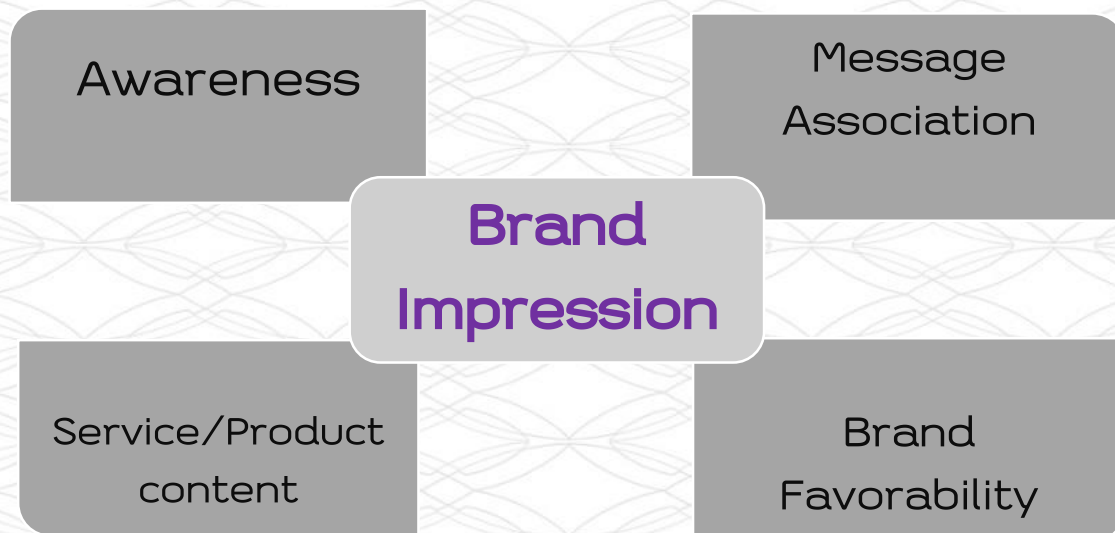 Awareness
Message
Association
Brand
Impression
Service/Product
content
Brand
Favorability